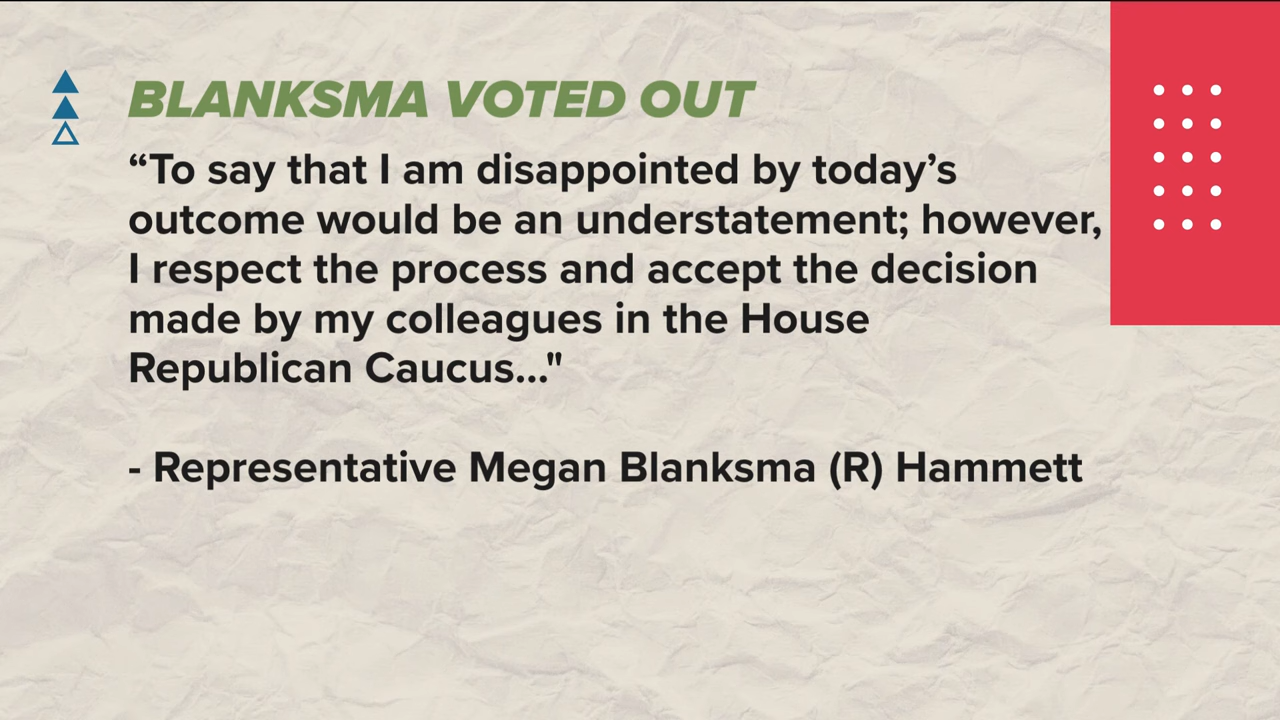 BLANKSMA VOTED OUT
“To say that I am disappointed by today’s
outcome would be an understatement; however,
I respect the process and accept the decision
made by my colleagues in the House
Republican Caucus..."
- Representative Megan Blanksma (R) Hammett